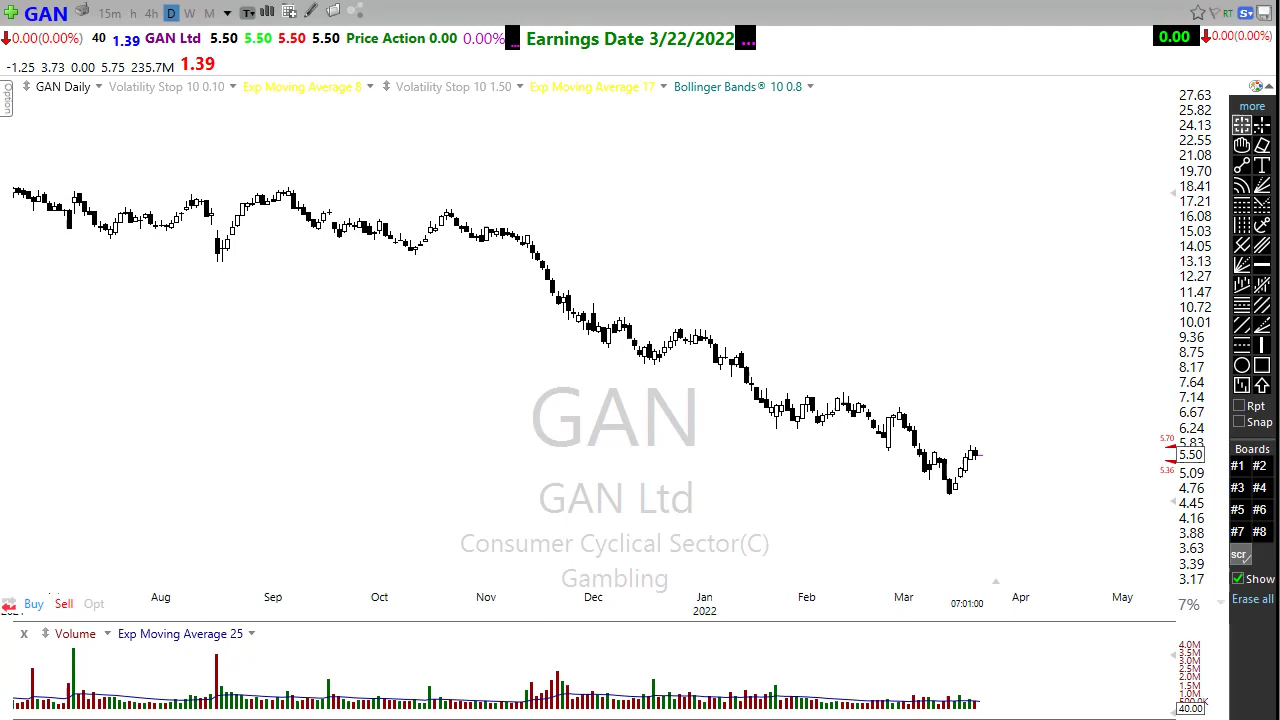 GAN 15m h 4h D W M T RT S
0.00(0.00%) 40 1.39 GAN Ltd 5.50 5.50 5.50 5.50 Price Action 0.00 0.00% ... Earnings Date 3/22/2022 ... 0.00 0.00(0.00%)
-1.25 3.73 0.00 5.75 235.7M 1.39
Option
GAN Daily Volatility Stop 10 0.10 Exp Moving Average 8 Volatility Stop 10 1.50 Exp Moving Average 17 Bollinger Bands® 10 0.8
27.63
25.82
24.13
22.55
21.08
19.70
18.41
17.21
16.08
15.03
14.05
13.13
12.27
11.47
10.72
10.01
9.36
8.75
8.17
7.64
7.14
6.67
6.24
5.83
5.50
5.09
4.76
4.45
4.16
3.88
3.63
3.39
3.17
5.70
5.36
more
Rpt
Snap
Boards
#1 #2
#3 #4
#5 #6
#7 #8
scr
Show
Erase all
GAN
GAN Ltd
Consumer Cyclical Sector(C)
Gambling
Buy Sell Opt
Aug Sep Oct Nov Dec Jan Feb Mar 07:01:00 Apr May
2022
7%
X Volume Exp Moving Average 25
4.0M
3.5M
3.0M
2.5M
2.0M
1.5M
1.0M
40.00